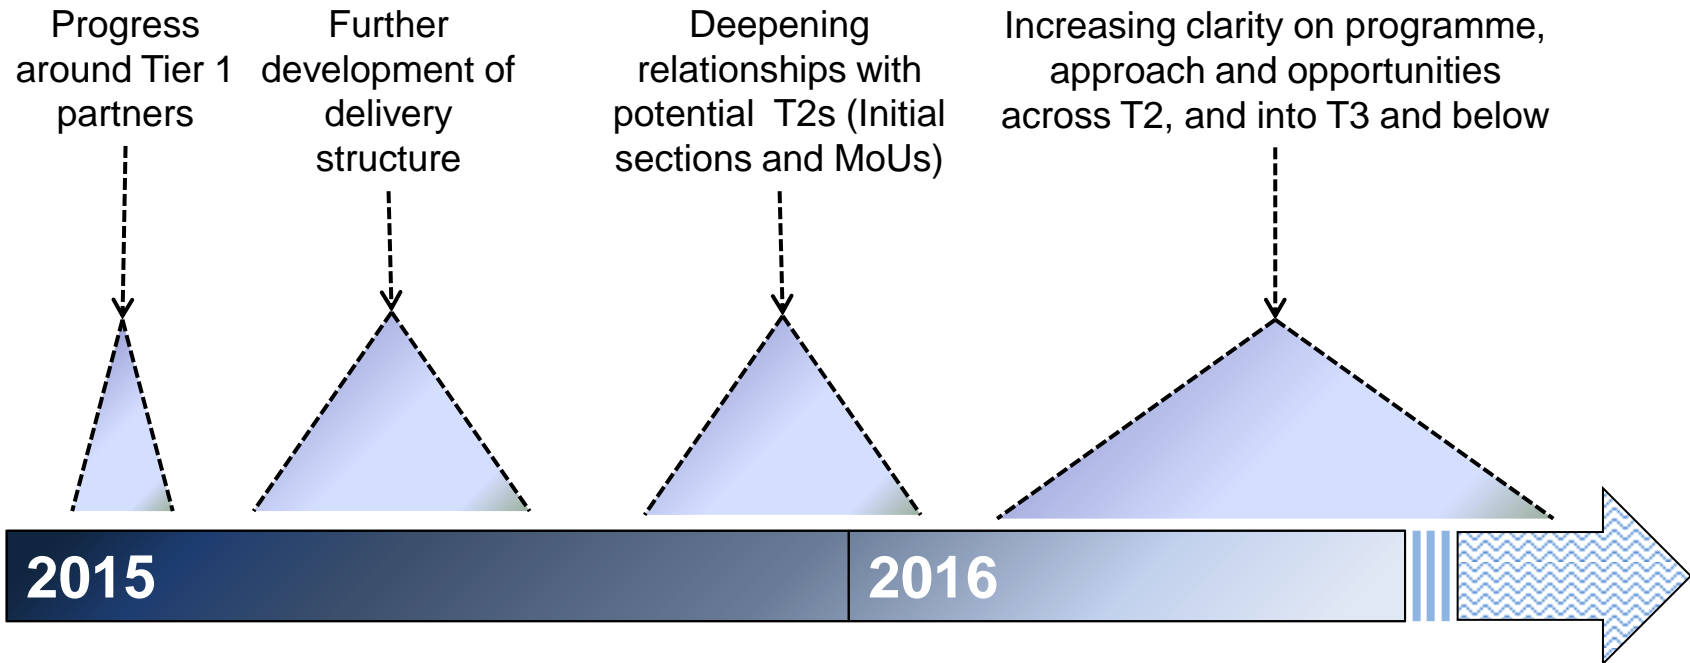 Progress
around Tier 1
partners
Further
development of
delivery
structure
Deepening
relationships with
potential  T2s (Initial
sections and MoUs)
Increasing clarity on programme,
approach and opportunities
across T2, and into T3 and below
2015
2016